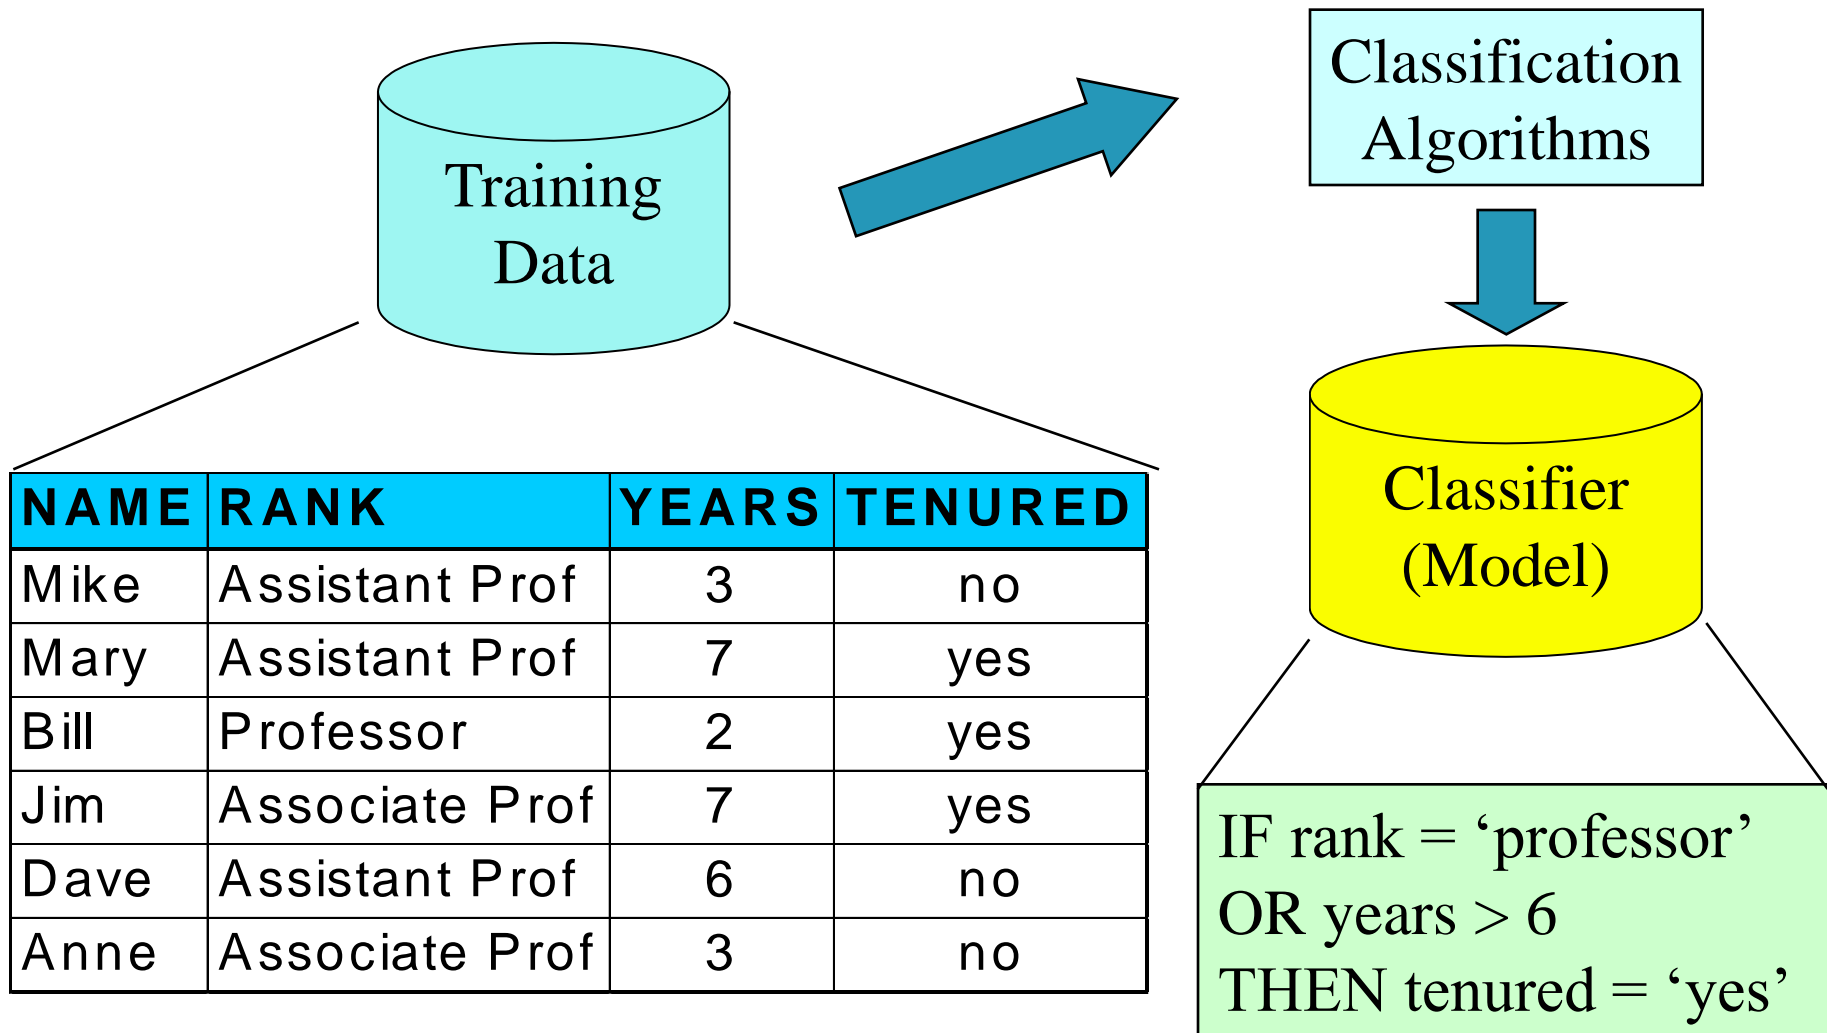 Training
Data
Classification
Algorithms
NAME RANK YEARS TENURED
Mike Assistant Prof 3 no
Mary Assistant Prof 7 yes
Bill Professor 2 yes
Jim Associate Prof 7 yes
Dave Assistant Prof 6 no
Anne Associate Prof 3 no
Classifier
(Model)
IF rank = ‘professor’
OR years > 6
THEN tenured = ‘yes’